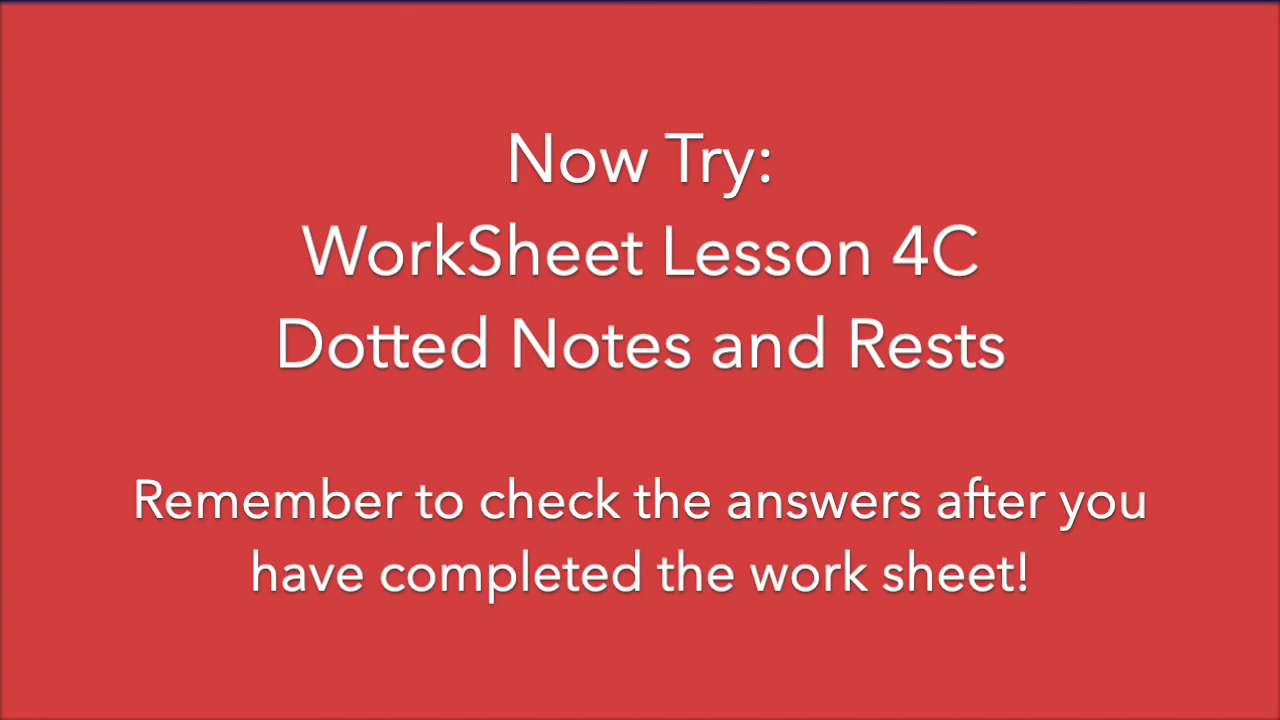 Now Try:
WorkSheet Lesson 4C
Dotted Notes and Rests
Remember to check the answers after you
have completed the work sheet!